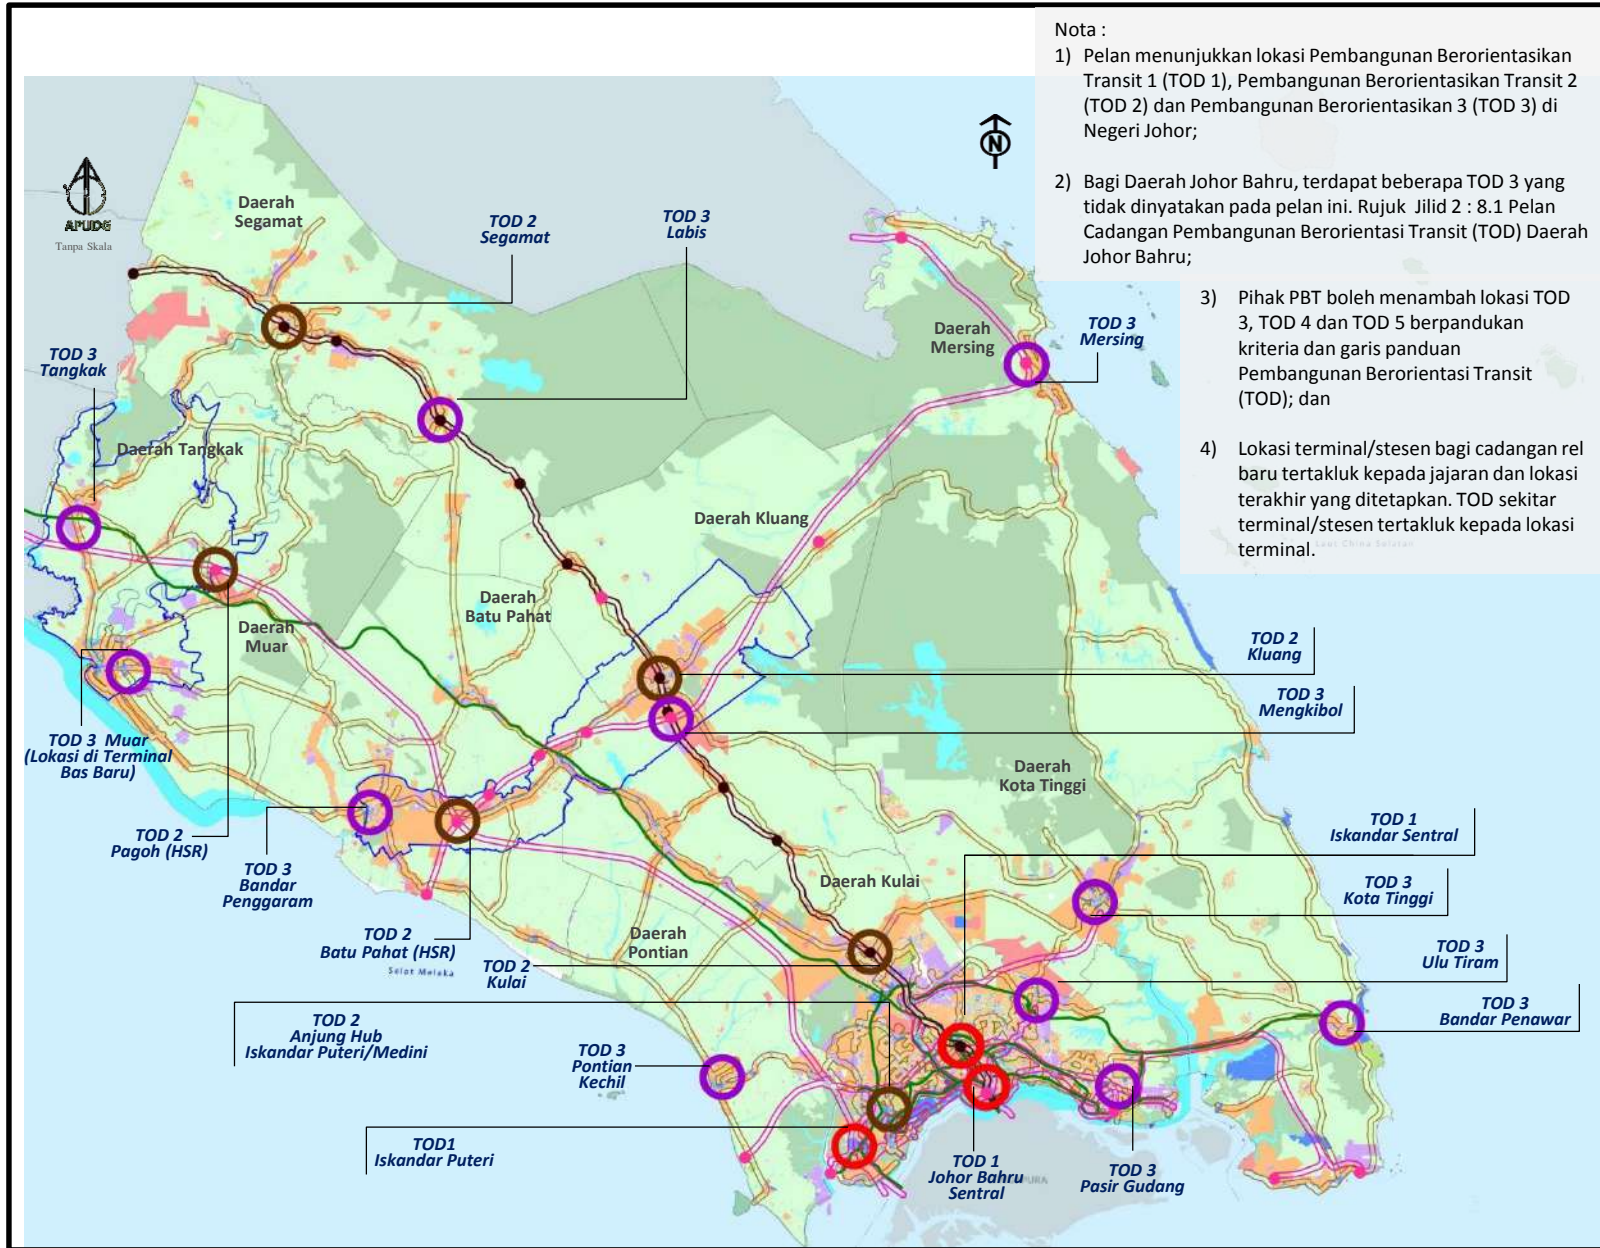 Nota :
1) Pelan menunjukkan lokasi Pembangunan Berorientasikan
Transit 1 (TOD 1), Pembangunan Berorientasikan Transit 2
(TOD 2) dan Pembangunan Berorientasikan 3 (TOD 3) di
Negeri Johor;
2) Bagi Daerah Johor Bahru, terdapat beberapa TOD 3 yang
tidak dinyatakan pada pelan ini. Rujuk Jilid 2 : 8.1 Pelan
Cadangan Pembangunan Berorientasi Transit (TOD) Daerah
Johor Bahru;
3) Pihak PBT boleh menambah lokasi TOD
3, TOD 4 dan TOD 5 berpandukan
kriteria dan garis panduan
Pembangunan Berorientasi Transit
(TOD); dan
4) Lokasi terminal/stesen bagi cadangan rel
baru tertakluk kepada jajaran dan lokasi
terakhir yang ditetapkan. TOD sekitar
terminal/stesen tertakluk kepada lokasi
terminal.
N
APUDG
Tanpa Skala
Daerah
Segamat
TOD 2
Segamat
TOD 3
Labis
Daerah
Mersing
TOD 3
Mersing
TOD 3
Tangkak
Daerah Tangkak
Daerah Kluang
Laut China Selatan
Daerah
Batu Pahat
Daerah
Muar
TOD 2
Kluang
TOD 3
Mengkibol
TOD 3 Muar
(Lokasi di Terminal
Bas Baru)
Daerah
Kota Tinggi
TOD 2
Pagoh (HSR)
TOD 3
Bandar
Penggaram
TOD 1
Iskandar Sentral
Daerah Kulai
TOD 3
Kota Tinggi
TOD 2
Batu Pahat (HSR)
Selat Melaka
Daerah
Pontian
TOD 2
Kulai
TOD 3
Ulu Tiram
TOD 3
Bandar Penawar
TOD 2
Anjung Hub
Iskandar Puteri/Medini
TOD 3
Pontian
Kechil
TOD1
Iskandar Puteri
TOD 1
Johor Bahru
Sentral
TOD 3
Pasir Gudang